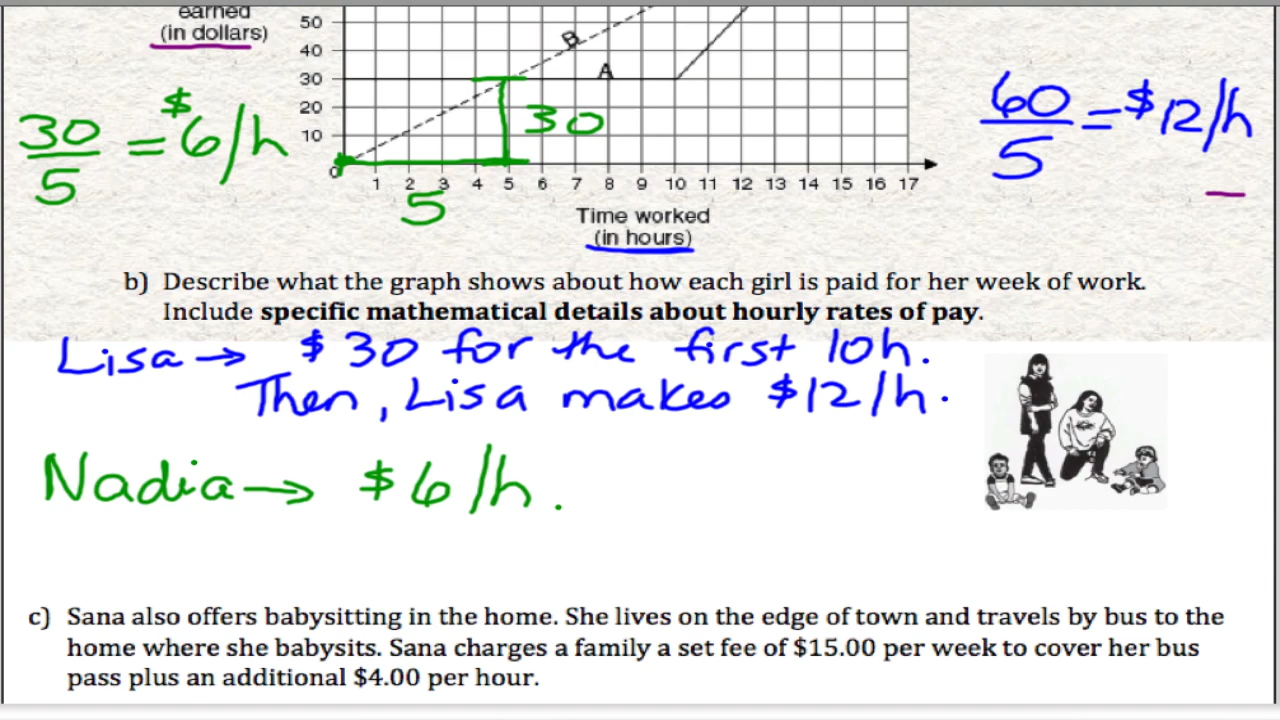 earned
(in dollars)
50
40
30
20
10
0
B
A
30
5
30/5 = $6/h
60/5 = $12/h
1 2 3 4 5 6 7 8 9 10 11 12 13 14 15 16 17
Time worked
(in hours)
b) Describe what the graph shows about how each girl is paid for her week of work.
Include specific mathematical details about hourly rates of pay.
Lisa → $30 for the first 10h.
Then, Lisa makes $12/h.
Nadia → $6/h.
c) Sana also offers babysitting in the home. She lives on the edge of town and travels by bus to the
home where she babysits. Sana charges a family a set fee of $15.00 per week to cover her bus
pass plus an additional $4.00 per hour.